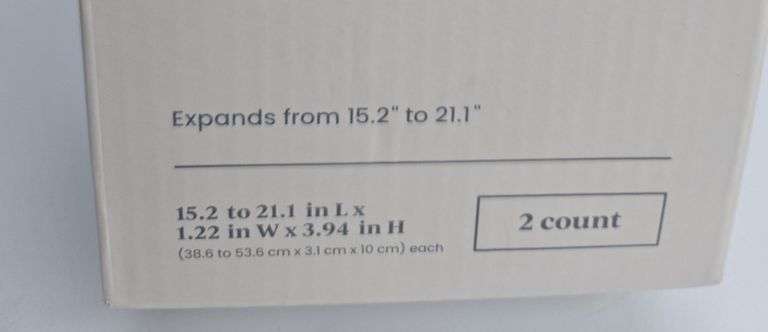 Expands from 15.2" to 21.1"
15.2 to 21.1 in L x
1.22 in W x 3.94 in H
(38.6 to 53.6 cm x 3.1 cm x 10 cm) each
2 count